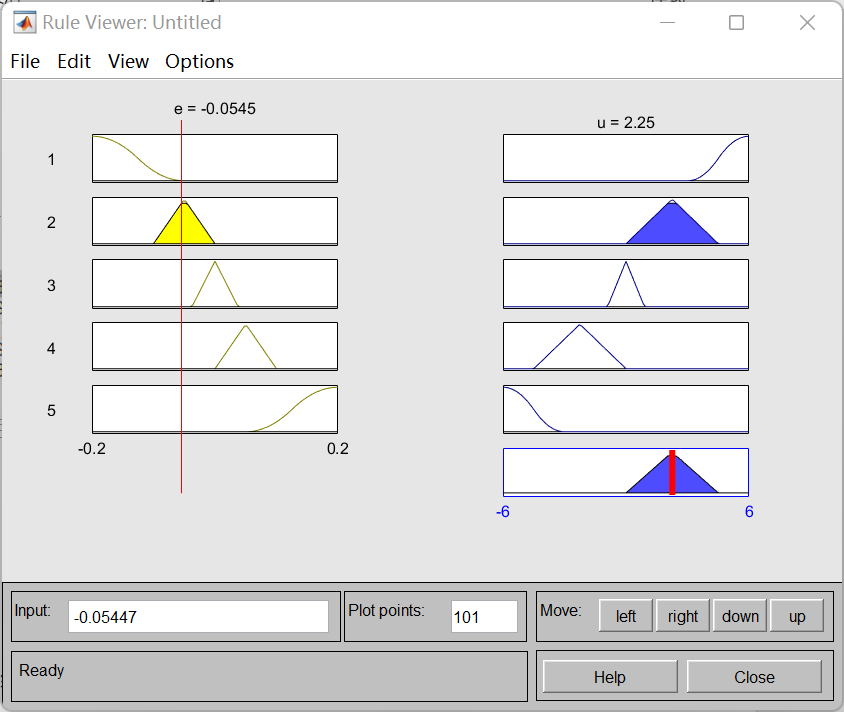 Rule Viewer: Untitled
File Edit View Options
e = -0.0545
u = 2.25
1
2
3
4
5
-0.2 0.2
-6 6
Input: -0.05447
Plot points: 101
Move: left right down up
Ready
Help Close